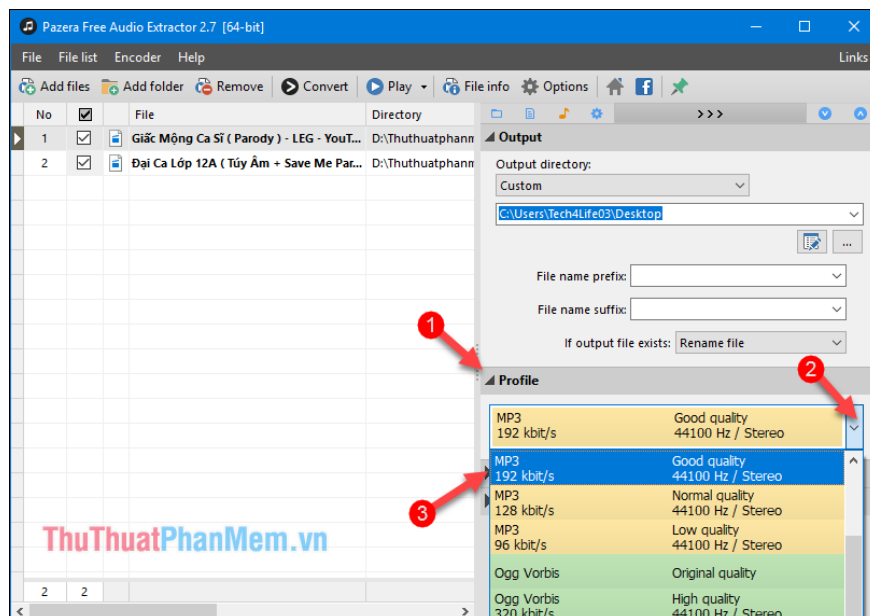 Pazera Free Audio Extractor 2.7 [64-bit]
File File list Encoder Help Links
Add files Add folder Remove Convert Play File info Options
No File Directory
1 Giấc Mộng Ca Sĩ ( Parody ) - LEG - YouT... D:\Thuthuatphanm
2 Đại Ca Lớp 12A ( Túy Âm + Save Me Par... D:\Thuthuatphanm
>>>
Output
Output directory:
Custom
C:\Users\Tech4Life03\Desktop
...
File name prefix:
File name suffix:
If output file exists: Rename file
1
2
Profile
MP3 Good quality
192 kbit/s 44100 Hz / Stereo
MP3 Good quality
192 kbit/s 44100 Hz / Stereo
3
MP3 Normal quality
128 kbit/s 44100 Hz / Stereo
MP3 Low quality
96 kbit/s 44100 Hz / Stereo
Ogg Vorbis Original quality
Ogg Vorbis High quality
320 kbit/s 44100 Hz / Stereo
ThuThuatPhanMem.vn
2 2